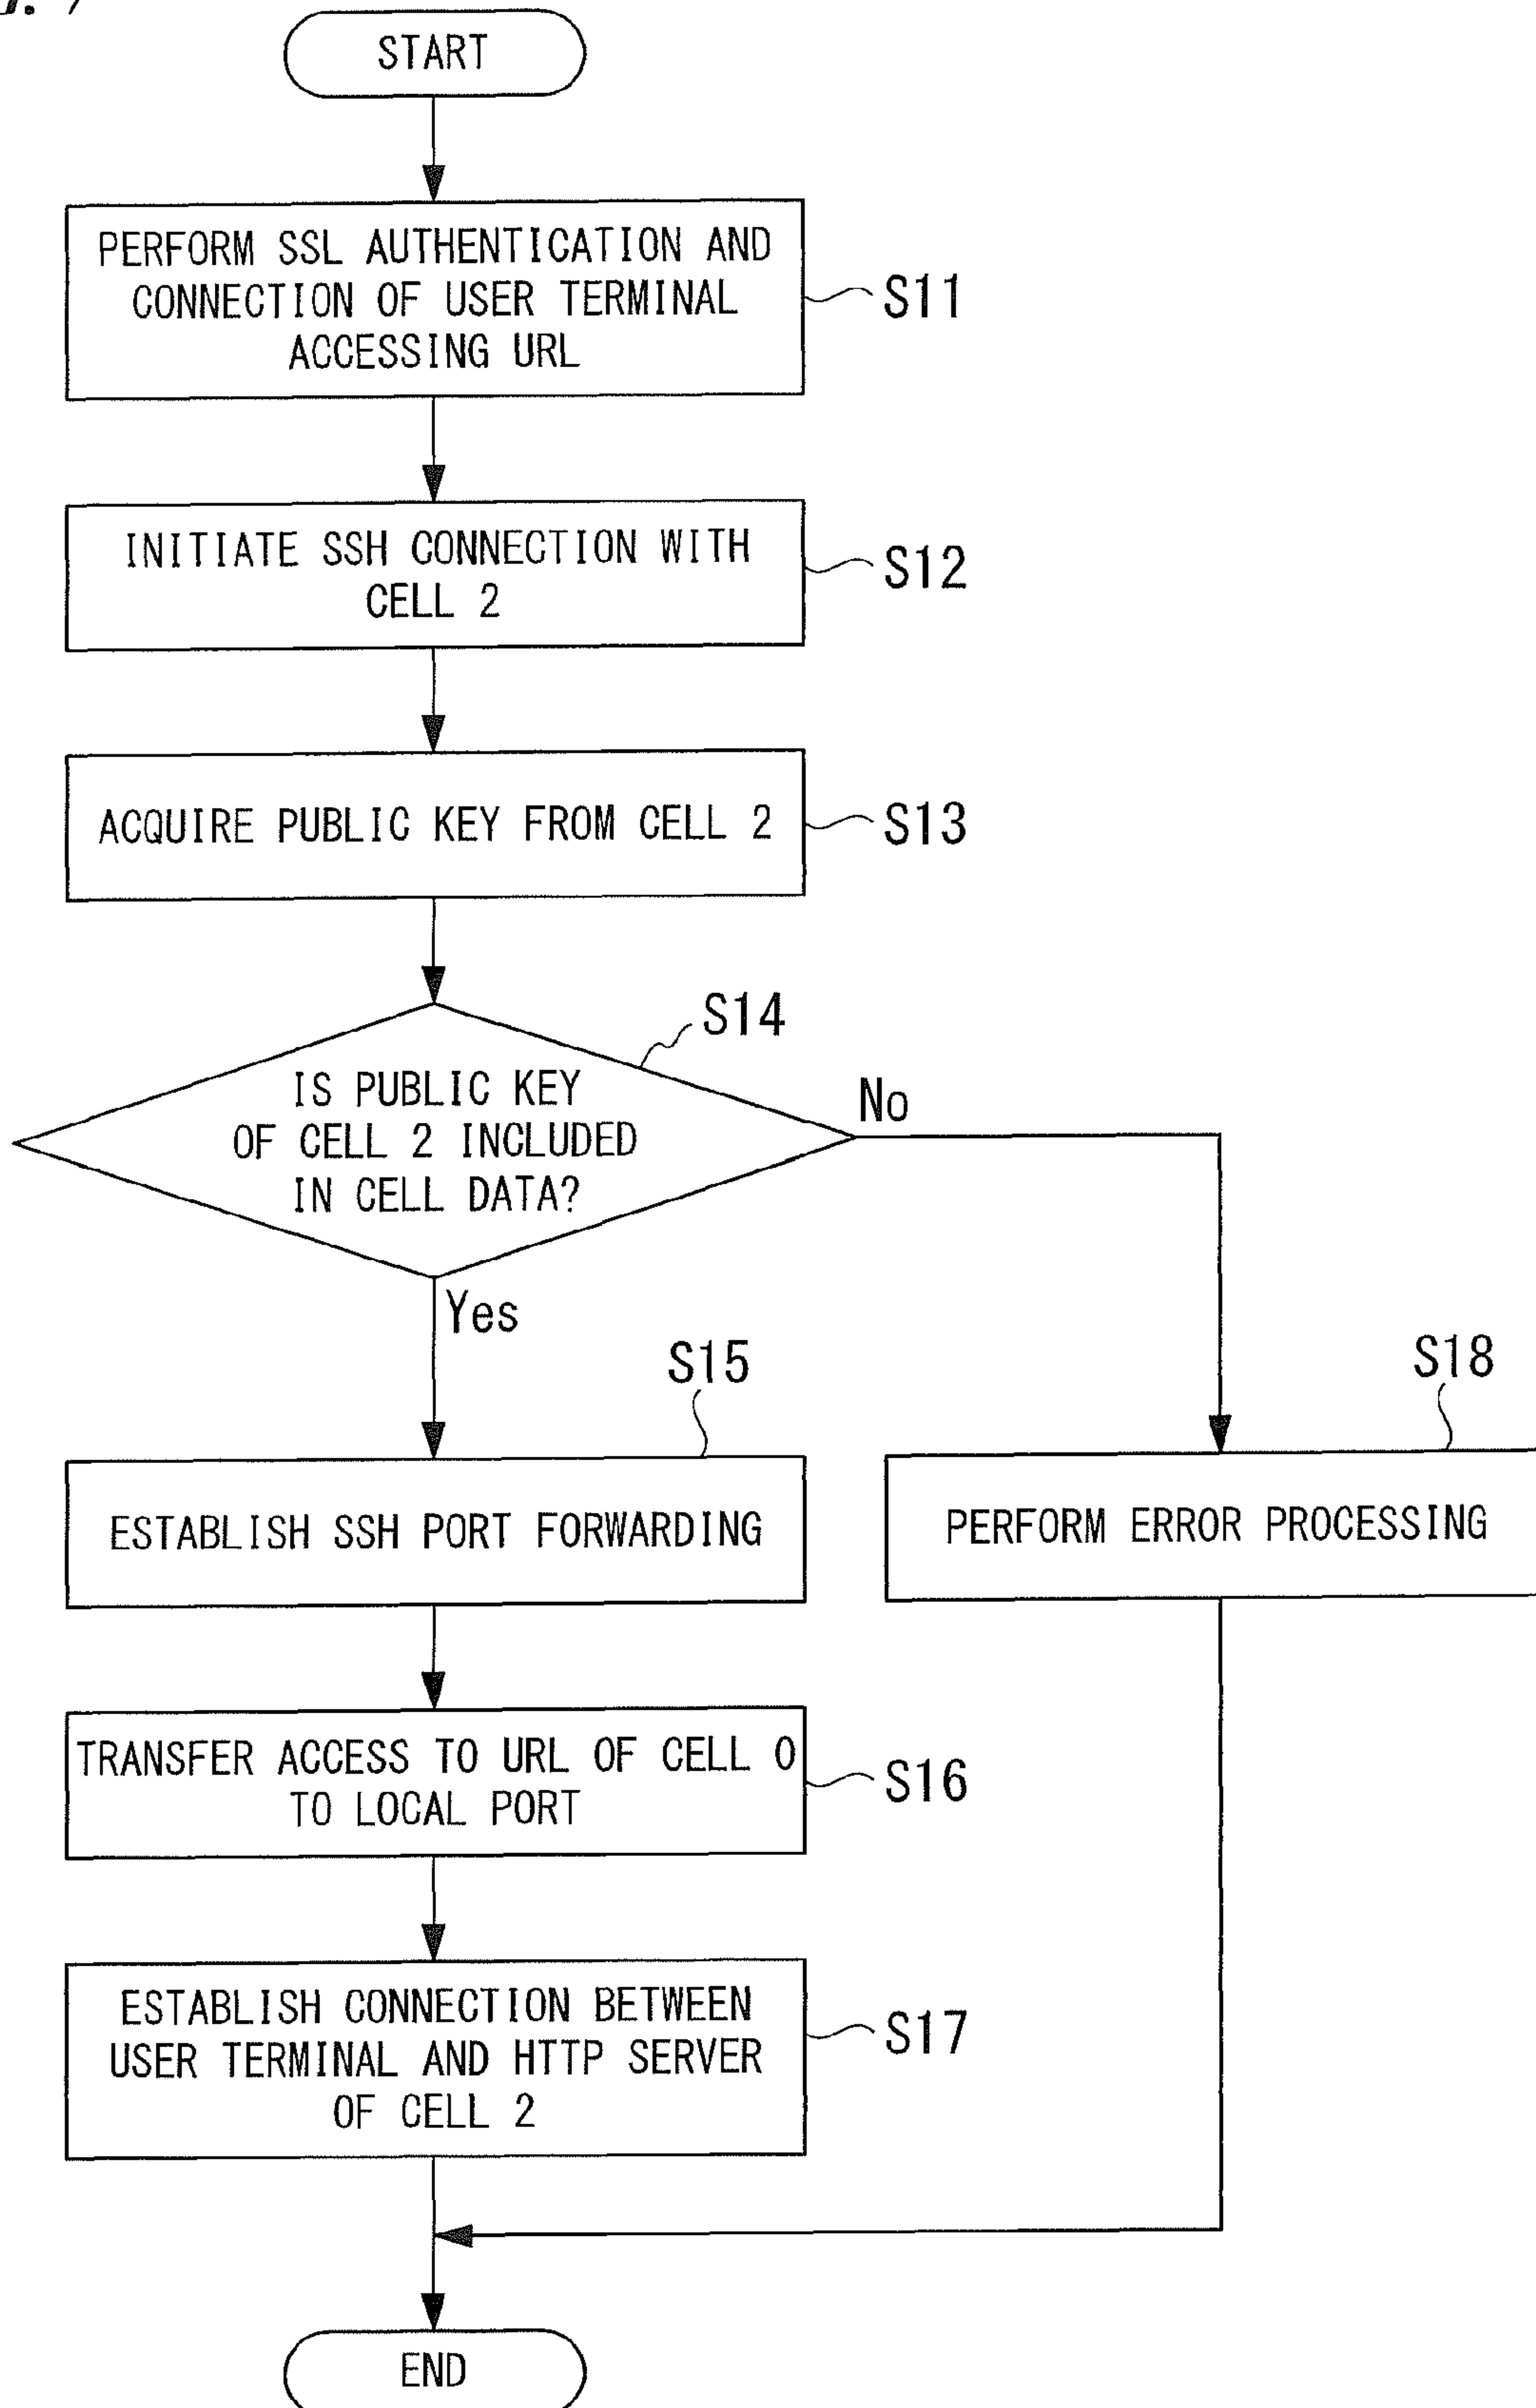 START
PERFORM SSL AUTHENTICATION AND
CONNECTION OF USER TERMINAL
ACCESSING URL
S11
INITIATE SSH CONNECTION WITH
CELL 2
S12
ACQUIRE PUBLIC KEY FROM CELL 2
S13
S14
IS PUBLIC KEY
OF CELL 2 INCLUDED
IN CELL DATA?
No
Yes
S15
S18
ESTABLISH SSH PORT FORWARDING
PERFORM ERROR PROCESSING
TRANSFER ACCESS TO URL OF CELL 0
TO LOCAL PORT
S16
ESTABLISH CONNECTION BETWEEN
USER TERMINAL AND HTTP SERVER
OF CELL 2
S17
END